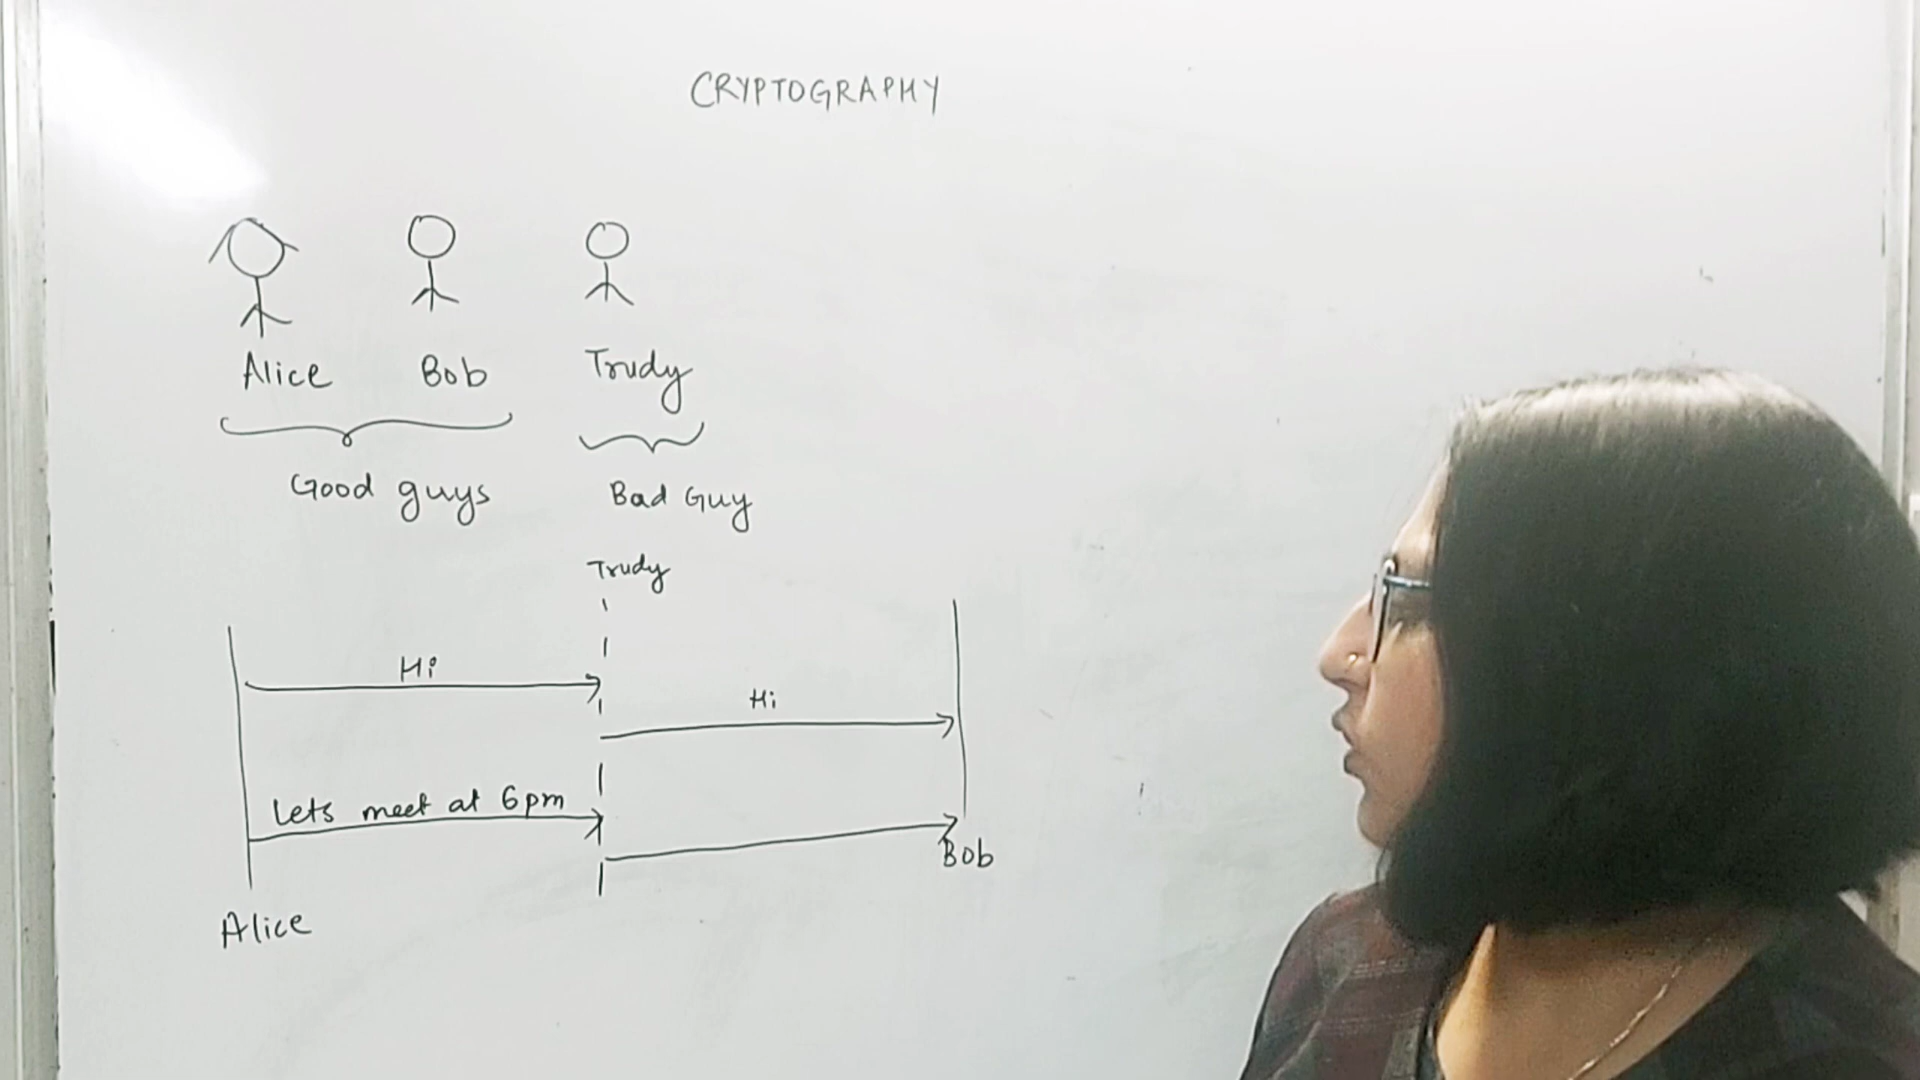 CRYPTOGRAPHY
Alice Bob Trudy
Good guys Bad Guy
Trudy
Hi
Hi
Lets meet at 6pm
Bob
Alice